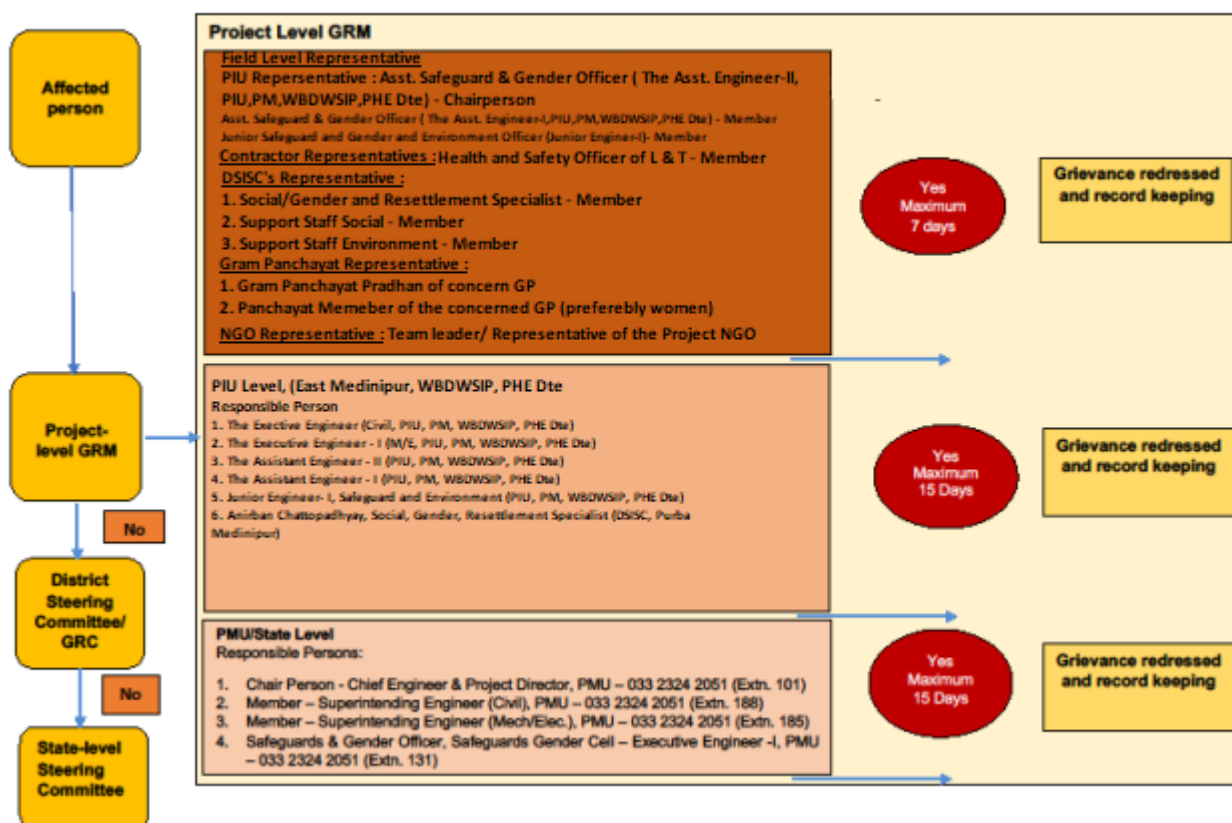 Affected
person
Project-
level GRM
No
District
Steering
Committee/
GRC
No
State-level
Steering
Committee
Project Level GRM
Field Level Representative
PIU Repersentative : Asst. Safeguard & Gender Officer ( The Asst. Engineer-II,
PIU,PM,WBDWSIP,PHE Dte) - Chairperson
Asst. Safeguard & Gender Officer ( The Asst. Engineer-I,PIU,PM,WBDWSIP,PHE Dte) - Member
Junior Safeguard and Gender and Environment Officer (Junior Enginer-I)- Member
Contractor Representatives : Health and Safety Officer of L & T - Member
DSISC's Representative :
1. Social/Gender and Resettlement Specialist - Member
2. Support Staff Social - Member
3. Support Staff Environment - Member
Gram Panchayat Representative :
1. Gram Panchayat Pradhan of concern GP
2. Panchayat Memeber of the concerned GP (preferebly women)
NGO Representative : Team leader/ Representative of the Project NGO
Yes
Maximum
7 days
Grievance redressed
and record keeping
PIU Level, (East Medinipur, WBDWSIP, PHE Dte
Responsible Person
1. The Exective Engineer (Civil, PIU, PM, WBDWSIP, PHE Dte)
2. The Executive Engineer - I (M/E, PIU, PM, WBDWSIP, PHE Dte)
3. The Assistant Engineer - II (PIU, PM, WBDWSIP, PHE Dte)
4. The Assistant Engineer - I (PIU, PM, WBDWSIP, PHE Dte)
5. Junior Engineer- I, Safeguard and Environment (PIU, PM, WBDWSIP, PHE Dte)
6. Anirban Chattopadhyay, Social, Gender, Resettlement Specialist (DSISC, Purba
Medinipur)
Yes
Maximum
15 Days
Grievance redressed
and record keeping
PMU/State Level
Responsible Persons:
1. Chair Person - Chief Engineer & Project Director, PMU – 033 2324 2051 (Extn. 101)
2. Member – Superintending Engineer (Civil), PMU – 033 2324 2051 (Extn. 188)
3. Member – Superintending Engineer (Mech/Elec.), PMU – 033 2324 2051 (Extn. 185)
4. Safeguards & Gender Officer, Safeguards Gender Cell – Executive Engineer -I, PMU
– 033 2324 2051 (Extn. 131)
Yes
Maximum
15 Days
Grievance redressed
and record keeping